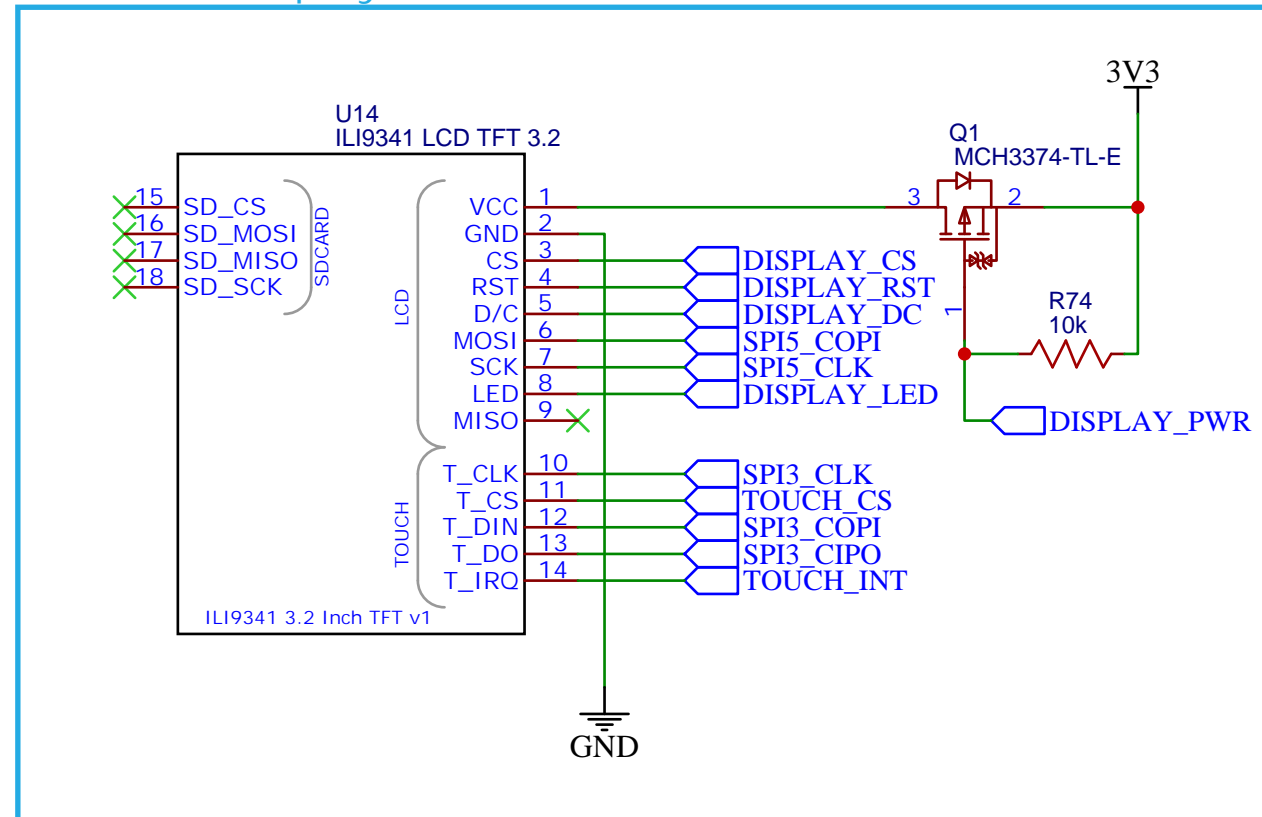 3V3
U14
ILI9341 LCD TFT 3.2
Q1
MCH3374-TL-E
15 SD_CS
16 SD_MOSI
17 SD_MISO
18 SD_SCK
SDCARD
LCD
VCC 1
GND 2
CS 3 DISPLAY_CS
RST 4 DISPLAY_RST
D/C 5 DISPLAY_DC
MOSI 6 SPI5_COPI
SCK 7 SPI5_CLK
LED 8 DISPLAY_LED
MISO 9
3
2
1
R74
10k
DISPLAY_PWR
TOUCH
T_CLK 10 SPI3_CLK
T_CS 11 TOUCH_CS
T_DIN 12 SPI3_COPI
T_DO 13 SPI3_CIPO
T_IRQ 14 TOUCH_INT
ILI9341 3.2 Inch TFT v1
GND